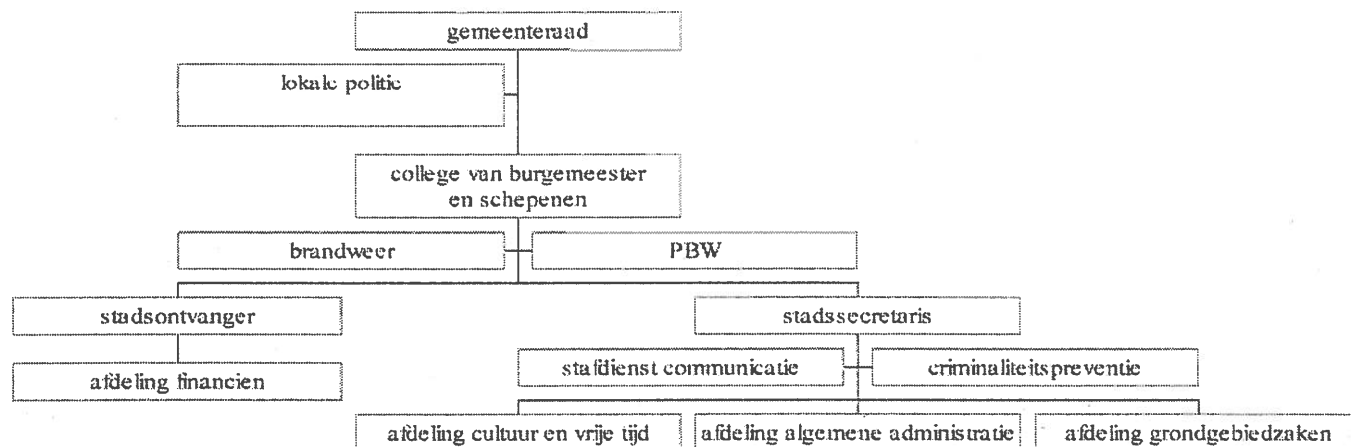 gemeenteraad
lokale politie
college van burgemeester
en schepenen
brandweer
PBW
stadsontvanger
stadssecretaris
afdeling financien
stafdienst communicatie
criminaliteitspreventie
afdeling cultuur en vrije tijd
afdeling algemene administratie
afdeling grondgebiedzaken